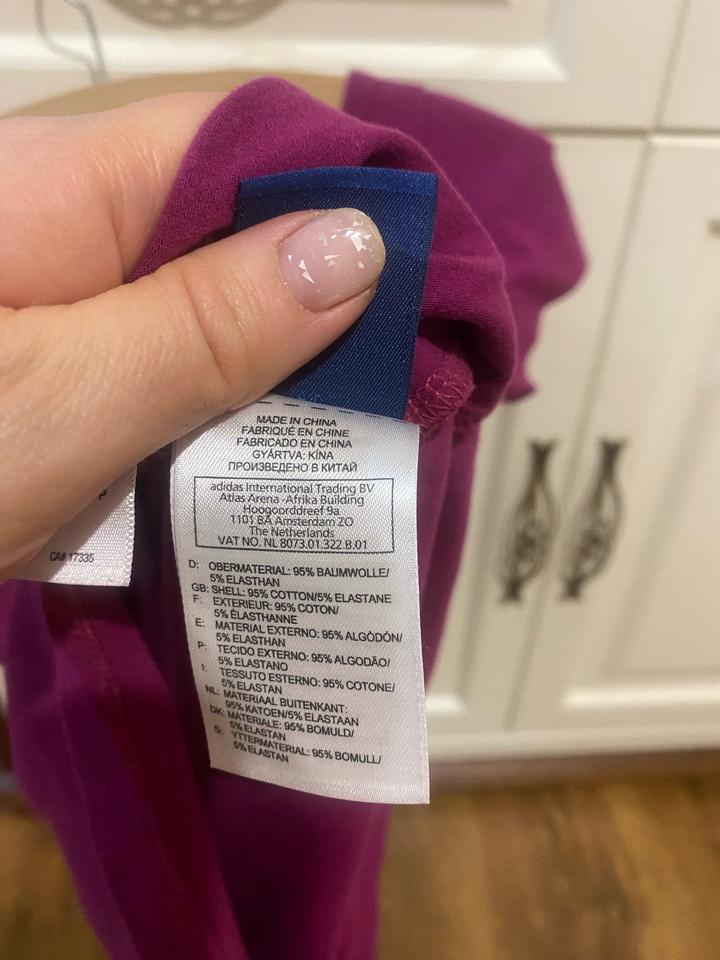 MADE IN CHINA
FABRIQUÉ EN CHINE
FABRICADO EN CHINA
GYÁRTVA: KÍNA
ПРОИЗВЕДЕНО В КИТАЙ
adidas International Trading BV
Atlas Arena -Afrika Building
Hoogoorddreef 9a
1101 BA Amsterdam ZO
The Netherlands
VAT NO. NL 8073.01.322.B.01
D: OBERMATERIAL: 95% BAUMWOLLE/
5% ELASTHAN
GB: SHELL: 95% COTTON/5% ELASTANE
F: EXTERIEUR: 95% COTON/
5% ÉLASTHANNE
E: MATERIAL EXTERNO: 95% ALGÒDÓN/
5% ELASTHAN
P: TECIDO EXTERNO: 95% ALGODÃO/
5% ELASTANO
I: TESSUTO ESTERNO: 95% COTONE/
5% ELASTAN
NL: MATERIAAL BUITENKANT:
95% KATOEN/5% ELASTAAN
DK: MATERIALE: 95% BOMULD/
5% ELASTAN
S: YTTERMATERIAL: 95% BOMULL/
5% ELASTAN
CA# 17335